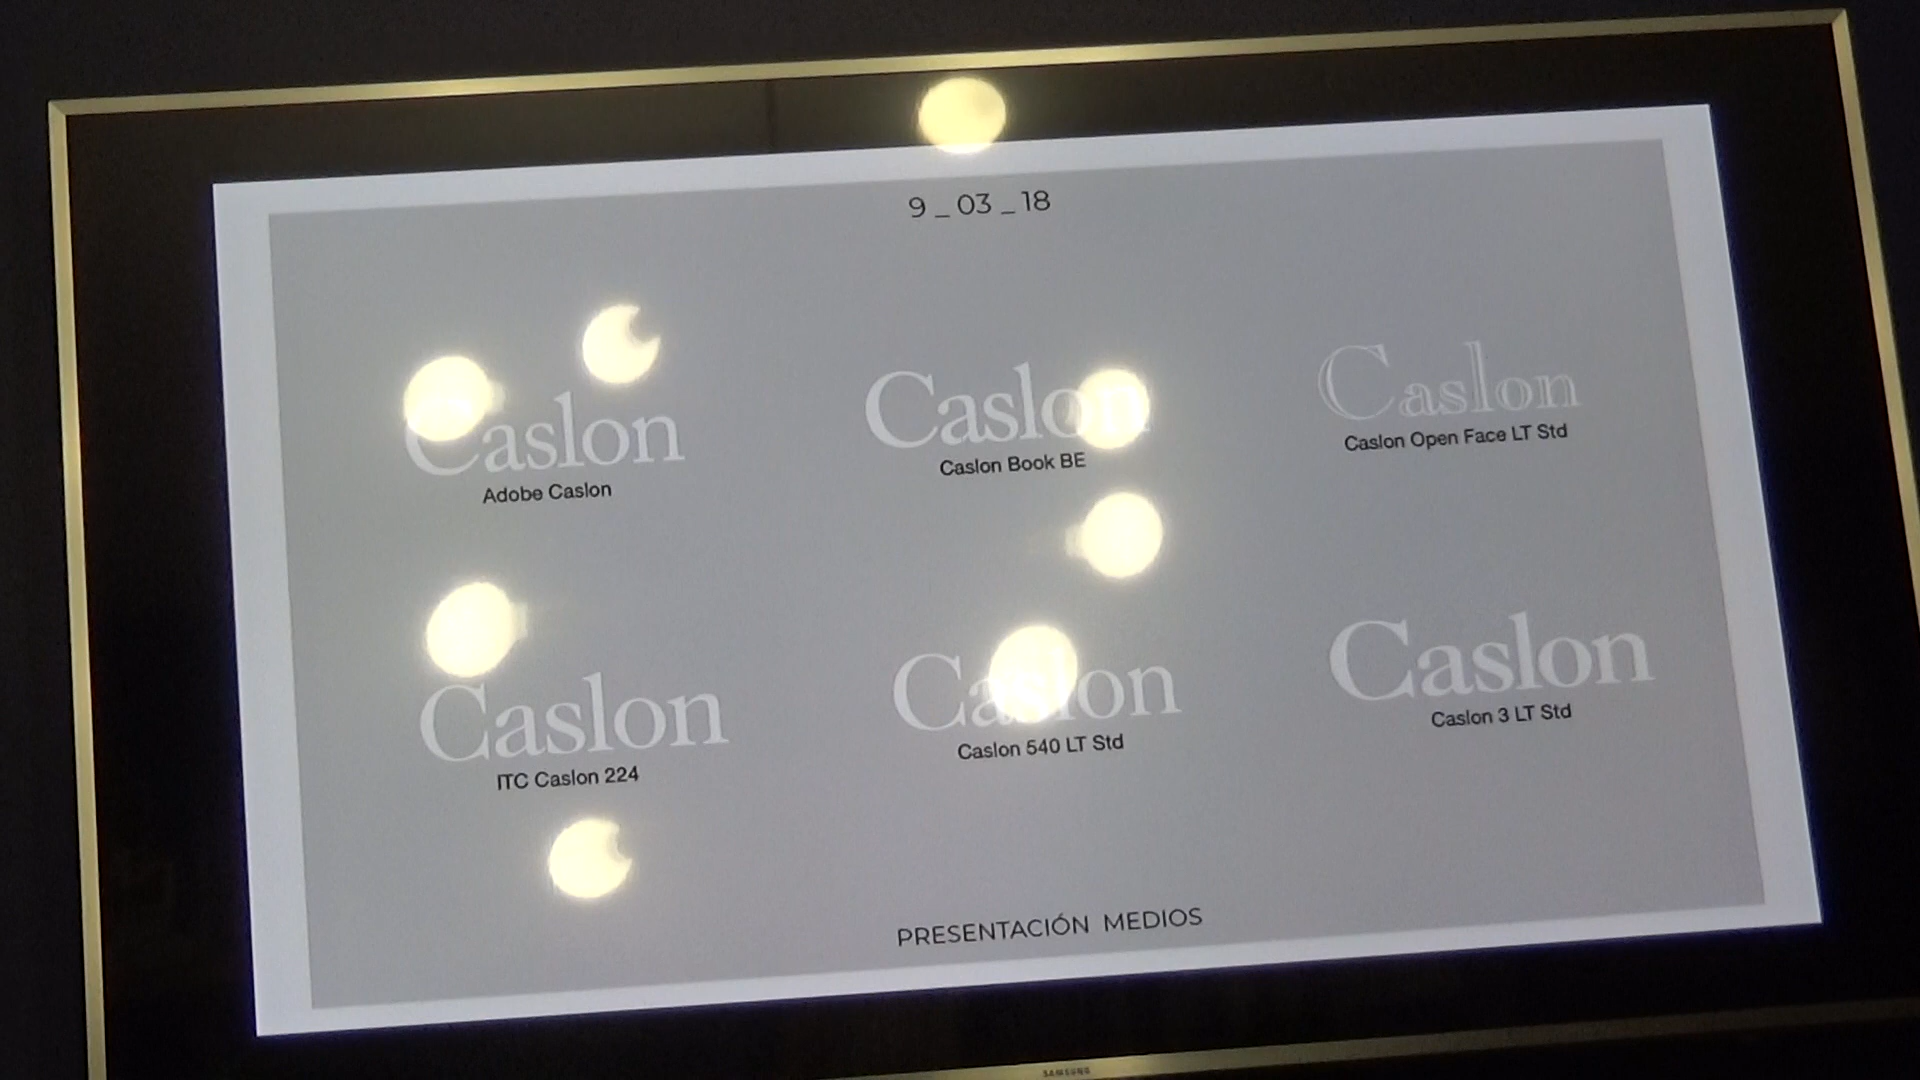 9_03_18
Caslon
Adobe Caslon
Caslon
Caslon Book BE
Caslon
Caslon Open Face LT Std
Caslon
ITC Caslon 224
Caslon
Caslon 540 LT Std
Caslon
Caslon 3 LT Std
PRESENTACIÓN MEDIOS
SAMSUNG